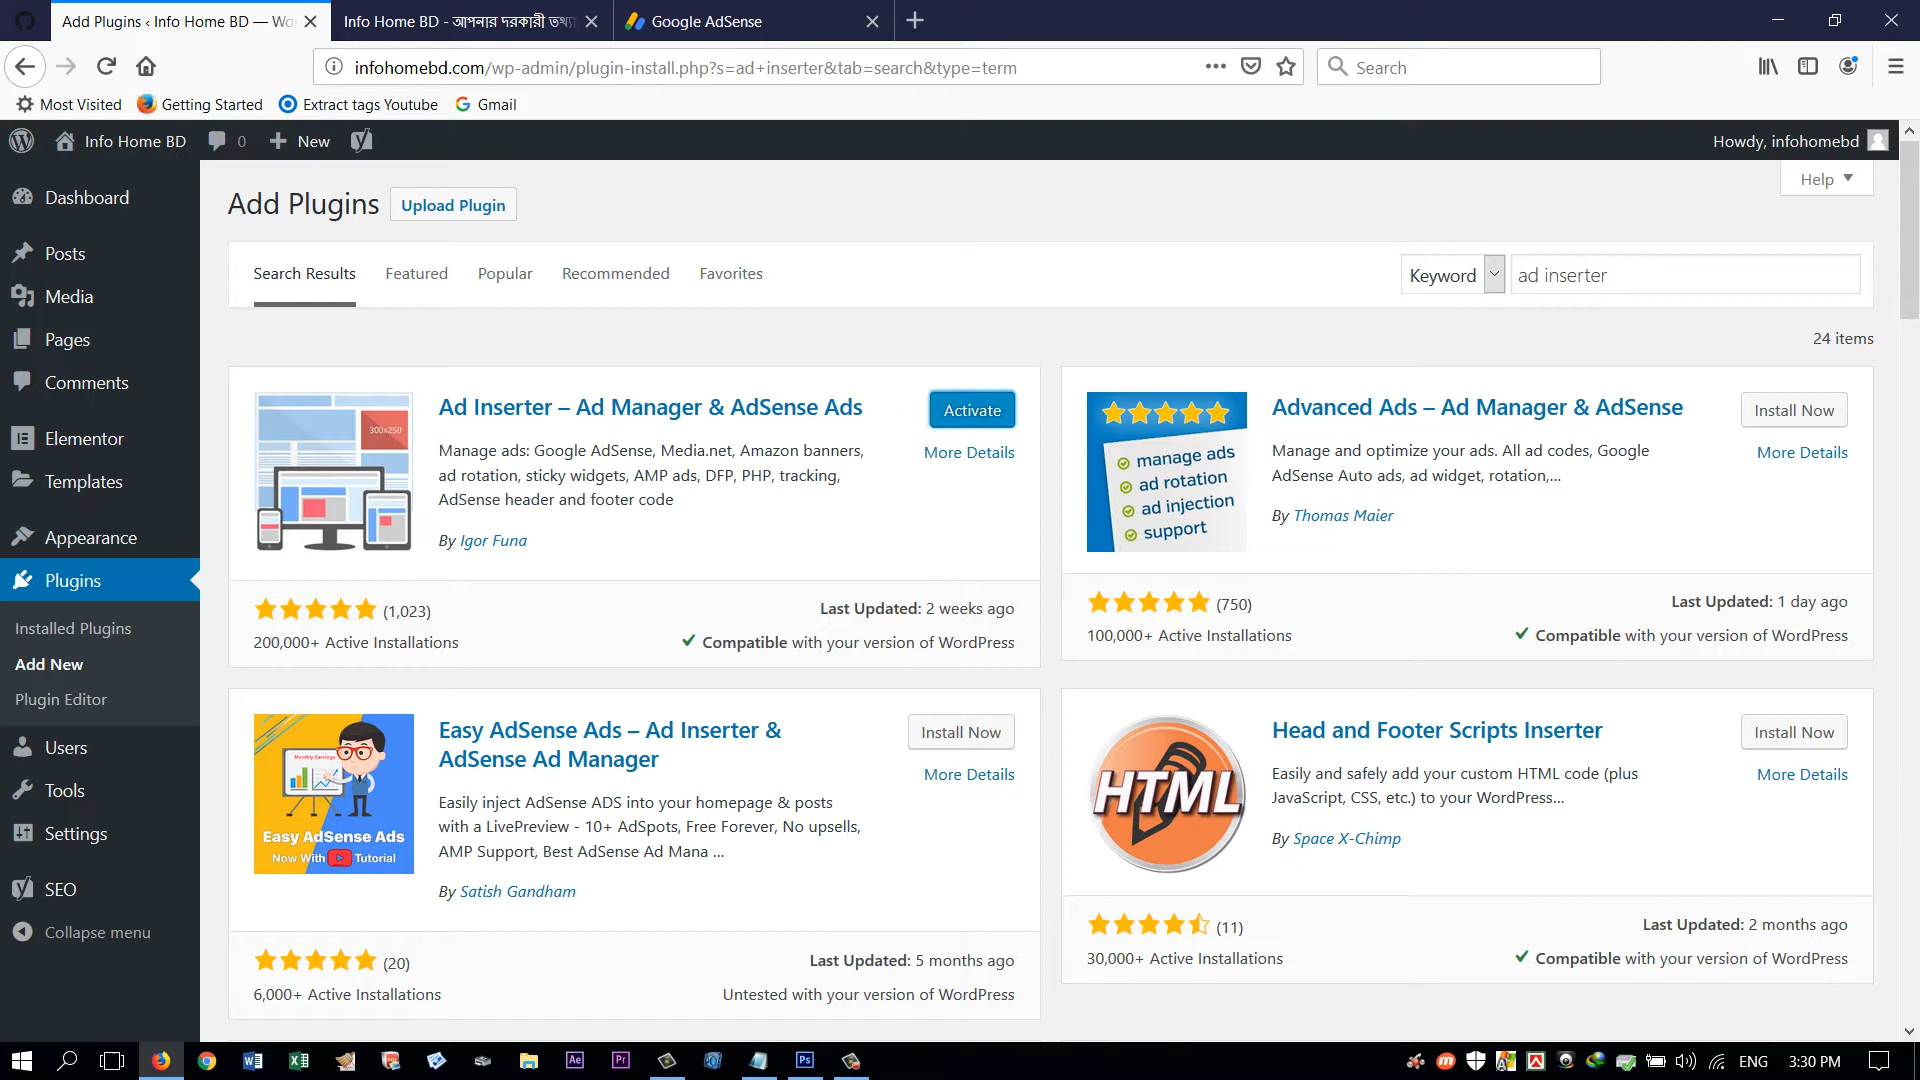 Add Plugins ‹ Info Home BD — Wo
Info Home BD - আপনার দরকারী তথ্য
Google AdSense
infohomebd.com/wp-admin/plugin-install.php?s=ad+inserter&tab=search&type=term
Search
Most Visited
Getting Started
Extract tags Youtube
Gmail
Info Home BD
0
New
Howdy, infohomebd
Dashboard
Posts
Media
Pages
Comments
Elementor
Templates
Appearance
Plugins
Installed Plugins
Add New
Plugin Editor
Users
Tools
Settings
SEO
Collapse menu
Help
Add Plugins
Upload Plugin
Search Results
Featured
Popular
Recommended
Favorites
Keyword
ad inserter
24 items
300x250
Ad Inserter – Ad Manager & AdSense Ads
Activate
More Details
Manage ads: Google AdSense, Media.net, Amazon banners,
ad rotation, sticky widgets, AMP ads, DFP, PHP, tracking,
AdSense header and footer code
By Igor Funa
(1,023)
200,000+ Active Installations
Last Updated: 2 weeks ago
Compatible with your version of WordPress
manage ads
ad rotation
ad injection
support
Advanced Ads – Ad Manager & AdSense
Install Now
More Details
Manage and optimize your ads. All ad codes, Google
AdSense Auto ads, ad widget, rotation,...
By Thomas Maier
(750)
100,000+ Active Installations
Last Updated: 1 day ago
Compatible with your version of WordPress
Monthly Earnings
Easy AdSense Ads
Now With Tutorial
Easy AdSense Ads – Ad Inserter &
AdSense Ad Manager
Install Now
More Details
Easily inject AdSense ADS into your homepage & posts
with a LivePreview - 10+ AdSpots, Free Forever, No upsells,
AMP Support, Best AdSense Ad Mana ...
By Satish Gandham
(20)
6,000+ Active Installations
Last Updated: 5 months ago
Untested with your version of WordPress
HTML
Head and Footer Scripts Inserter
Install Now
More Details
Easily and safely add your custom HTML code (plus
JavaScript, CSS, etc.) to your WordPress...
By Space X-Chimp
(11)
30,000+ Active Installations
Last Updated: 2 months ago
Compatible with your version of WordPress
Ae
Pr
Ps
ENG
3:30 PM